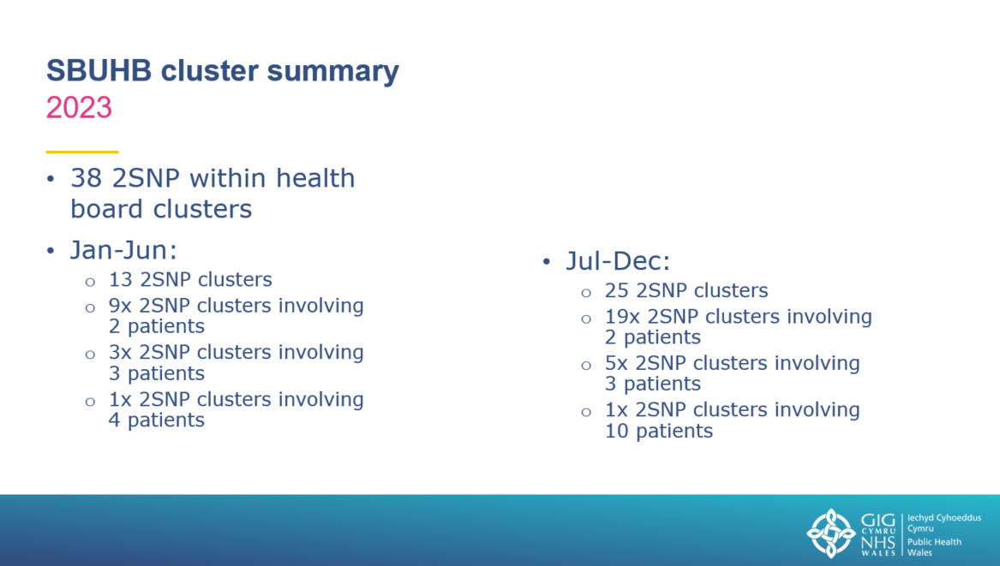 SBUHB cluster summary
2023
• 38 2SNP within health
board clusters
• Jan-Jun:
o 13 2SNP clusters
o 9x 2SNP clusters involving
2 patients
o 3x 2SNP clusters involving
3 patients
o 1x 2SNP clusters involving
4 patients
• Jul-Dec:
o 25 2SNP clusters
o 19x 2SNP clusters involving
2 patients
o 5x 2SNP clusters involving
3 patients
o 1x 2SNP clusters involving
10 patients
GIG
CYMRU
NHS
WALES
Iechyd Cyhoeddus
Cymru
Public Health
Wales